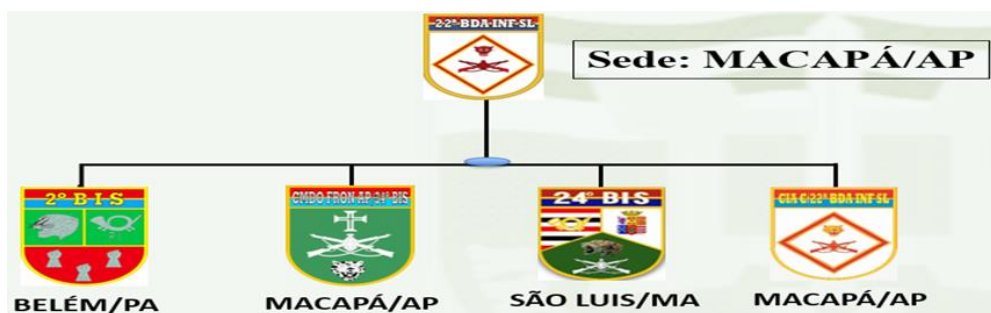 22ª BDA INF SL
Sede: MACAPÁ/AP
2º B I S
CMDO FRON AP 34º BIS
24º BIS
CIA C/22ª BDA INF SL
BELÉM/PA
MACAPÁ/AP
SÃO LUIS/MA
MACAPÁ/AP